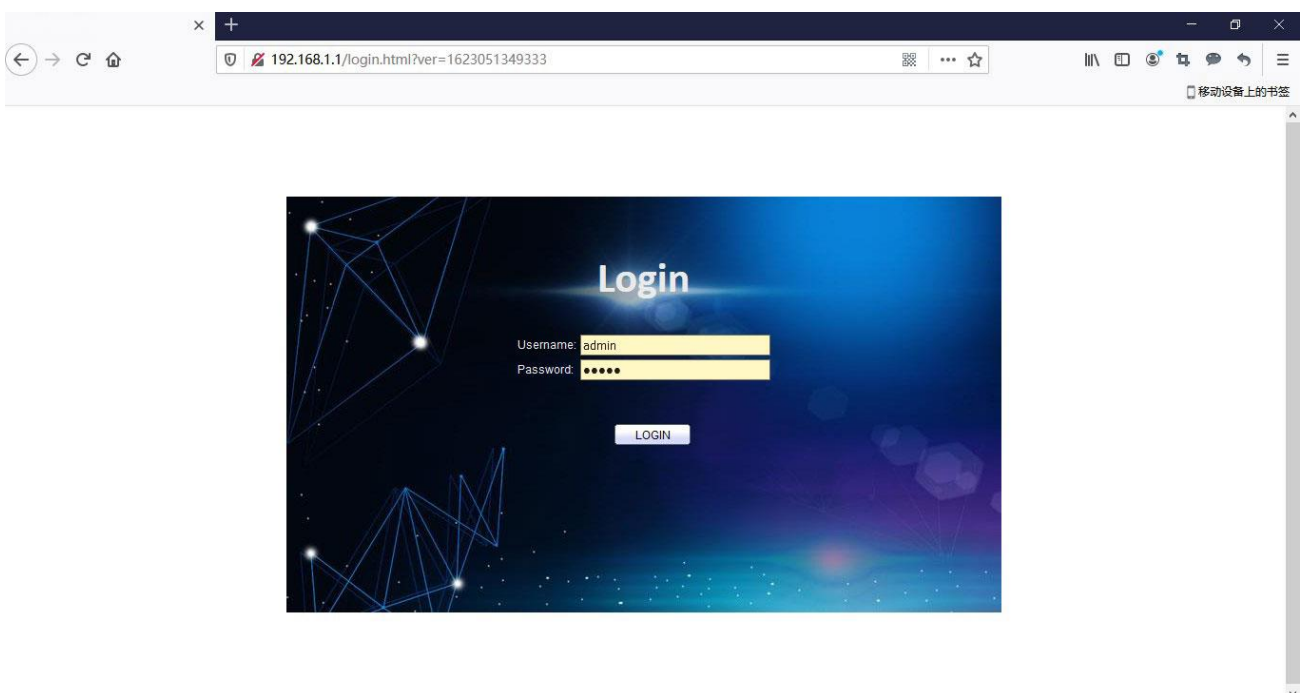 192.168.1.1/login.html?ver=1623051349333
移动设备上的书签
Login
Username: admin
Password: •••••
LOGIN